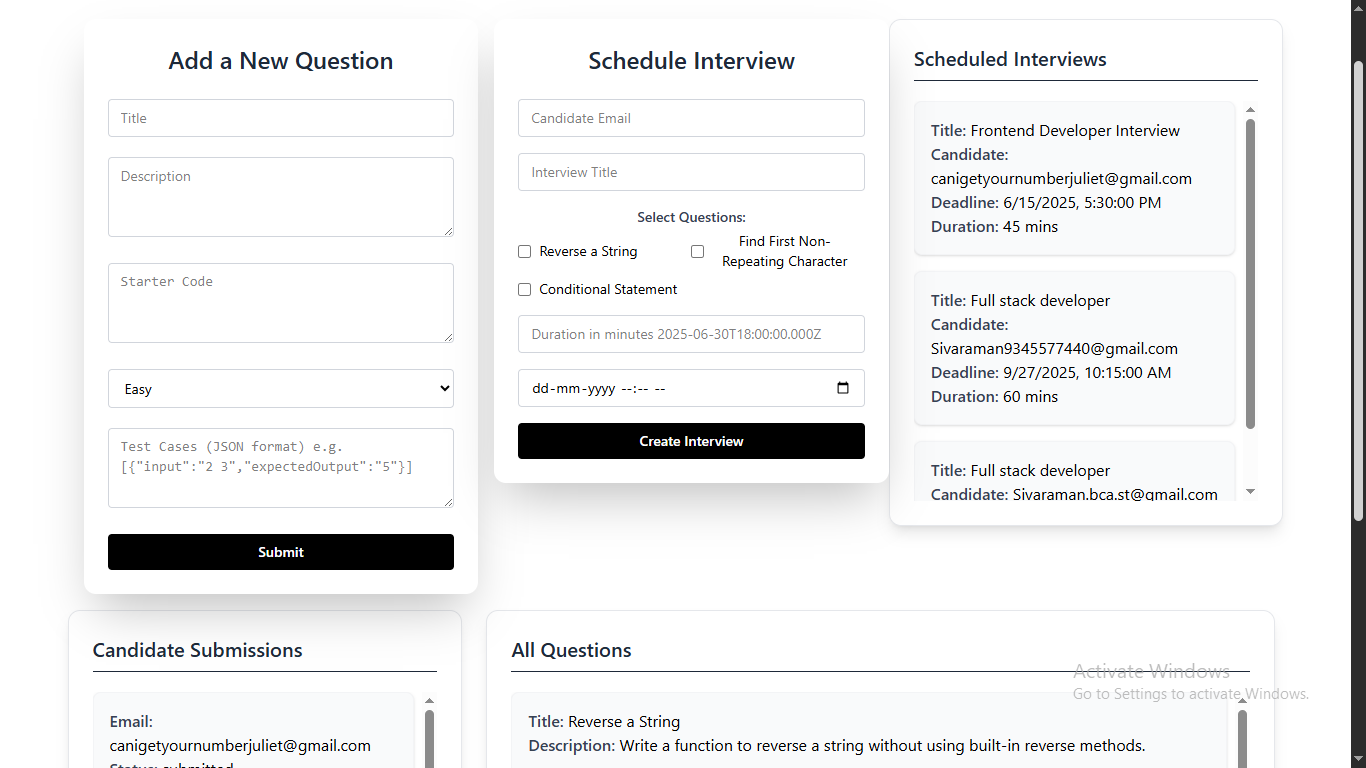 Add a New Question
Title
Description
Starter Code
Easy
Test Cases (JSON format) e.g.
[{"input":"2 3","expectedOutput":"5"}]
Submit
Schedule Interview
Candidate Email
Interview Title
Select Questions:
Reverse a String
Find First Non-
Repeating Character
Conditional Statement
Duration in minutes 2025-06-30T18:00:00.000Z
dd-mm-yyyy --:-- --
Create Interview
Scheduled Interviews
Title: Frontend Developer Interview
Candidate:
canigetyournumberjuliet@gmail.com
Deadline: 6/15/2025, 5:30:00 PM
Duration: 45 mins
Title: Full stack developer
Candidate:
Sivaraman9345577440@gmail.com
Deadline: 9/27/2025, 10:15:00 AM
Duration: 60 mins
Title: Full stack developer
Candidate: Sivaraman.bca.st@gmail.com
Candidate Submissions
Email:
canigetyournumberjuliet@gmail.com
Status: submitted
All Questions
Title: Reverse a String
Description: Write a function to reverse a string without using built-in reverse methods.
Activate Windows
Go to Settings to activate Windows.